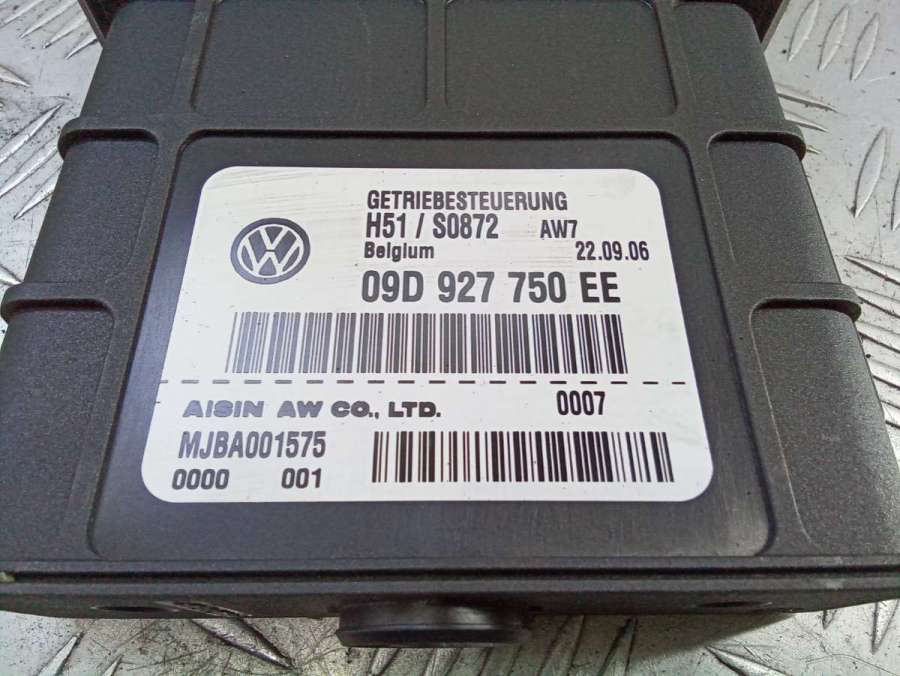 GETRIEBESTEUERUNG
H51 / S0872 AW7
Belgium 22.09.06
09D 927 750 EE
AISIN AW CO., LTD. 0007
MJBA001575
0000 001